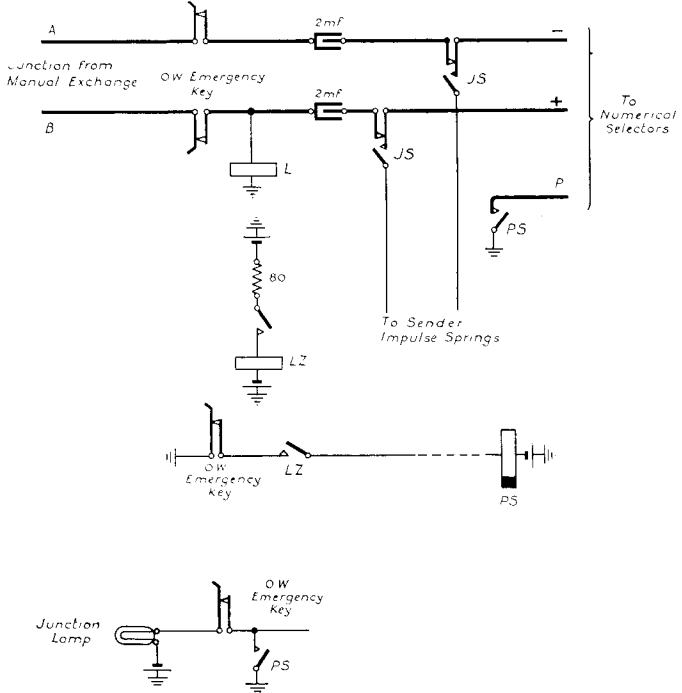 A
2mf
−
Junction from
Manual Exchange
OW Emergency
Key
JS
B
2mf
+
To
Numerical
Selectors
JS
L
P
PS
80
To Sender
Impulse Springs
LZ
OW
Emergency
Key
LZ
PS
OW
Emergency
Key
Junction
Lamp
PS